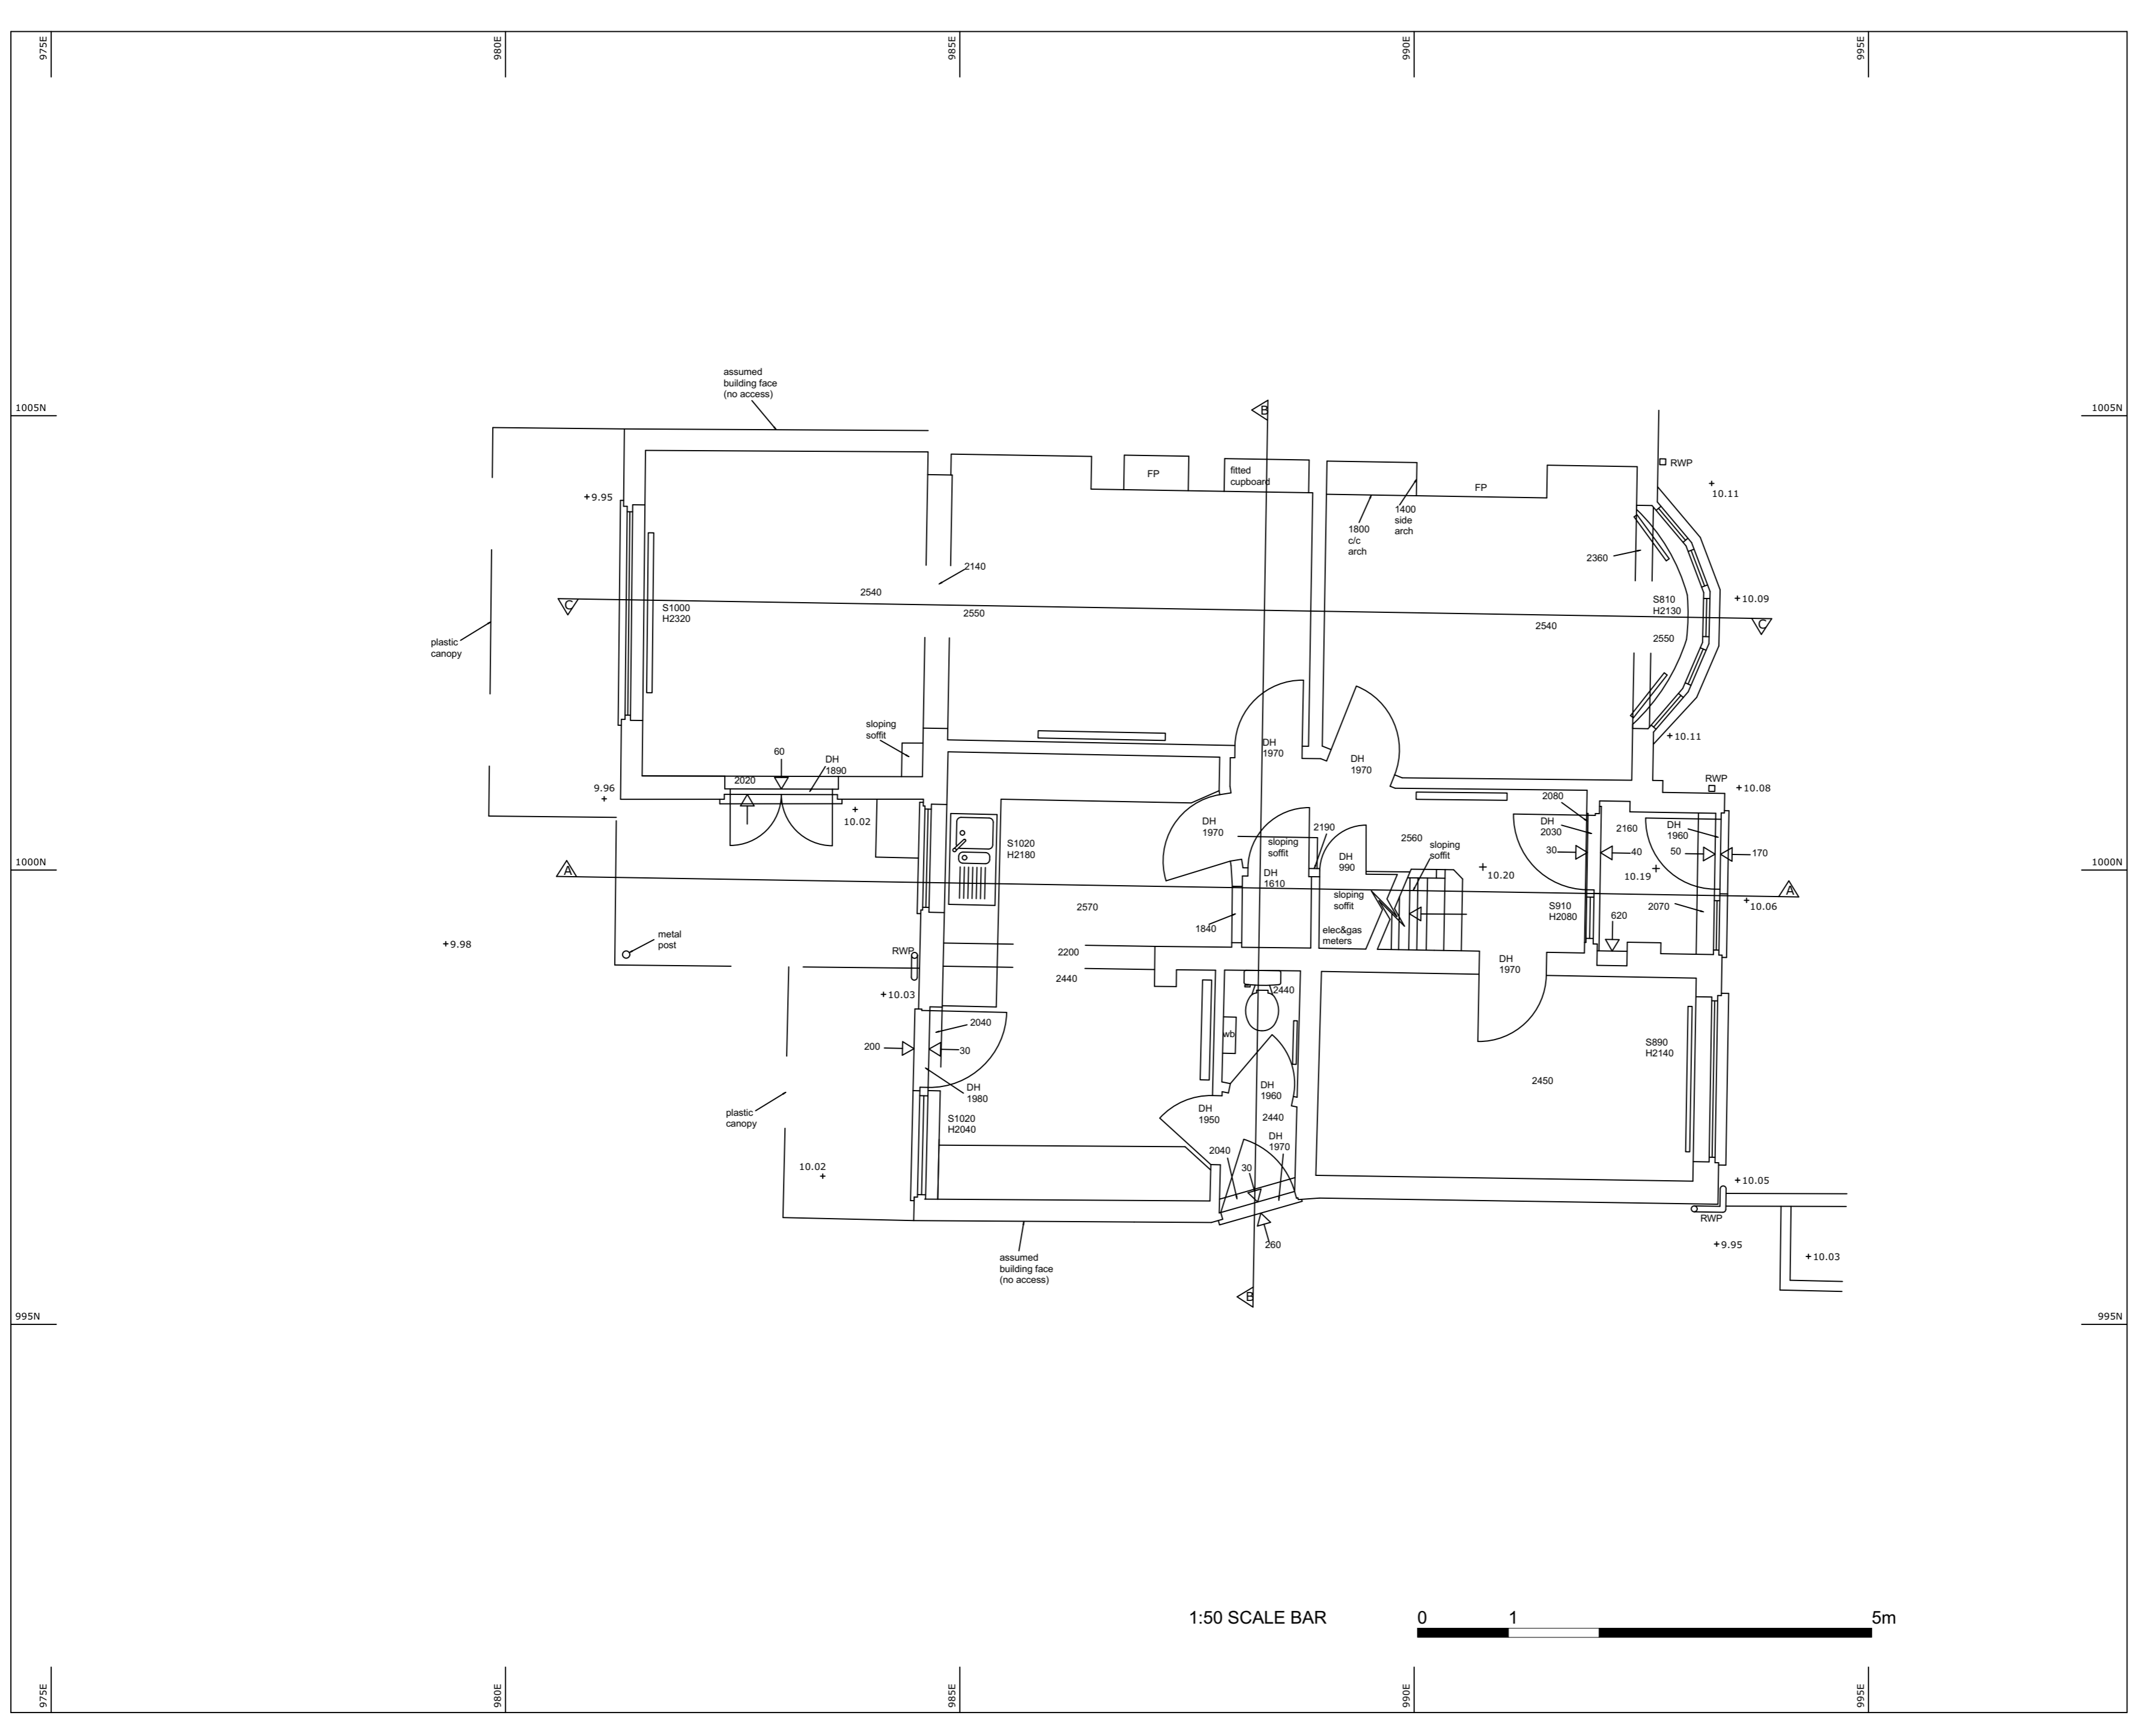 975E
980E
985E
990E
995E
1005N
1005N
assumed
building face
(no access)
B
+9.95
FP
fitted
cupboard
FP
RWP
10.11
1400
side
arch
1800
c/c
arch
2360
2140
2540
2550
C
S1000
H2320
S810
H2130
+10.09
2540
2550
C
plastic
canopy
sloping
soffit
60
DH
1890
2020
DH
1970
DH
1970
+10.11
RWP
+10.08
9.96
10.02
2080
DH
1970
2190
2560
DH
2030
2160
DH
1960
S1020
H2180
sloping
soffit
sloping
soffit
30
40
50
170
1000N
1000N
A
DH
990
DH
1610
10.20
10.19
A
sloping
soffit
2570
S910
H2080
620
2070
10.06
1840
elec&gas
meters
metal
post
+9.98
RWP
2200
2440
DH
1970
+10.03
2440
2040
wb
200
30
S890
H2140
DH
1980
DH
1960
2450
plastic
canopy
S1020
H2040
DH
1950
2440
DH
1970
2040
30
10.02
+10.05
RWP
260
+9.95
+10.03
assumed
building face
(no access)
B
995N
995N
1:50 SCALE BAR
0
1
5m
975E
980E
985E
990E
995E